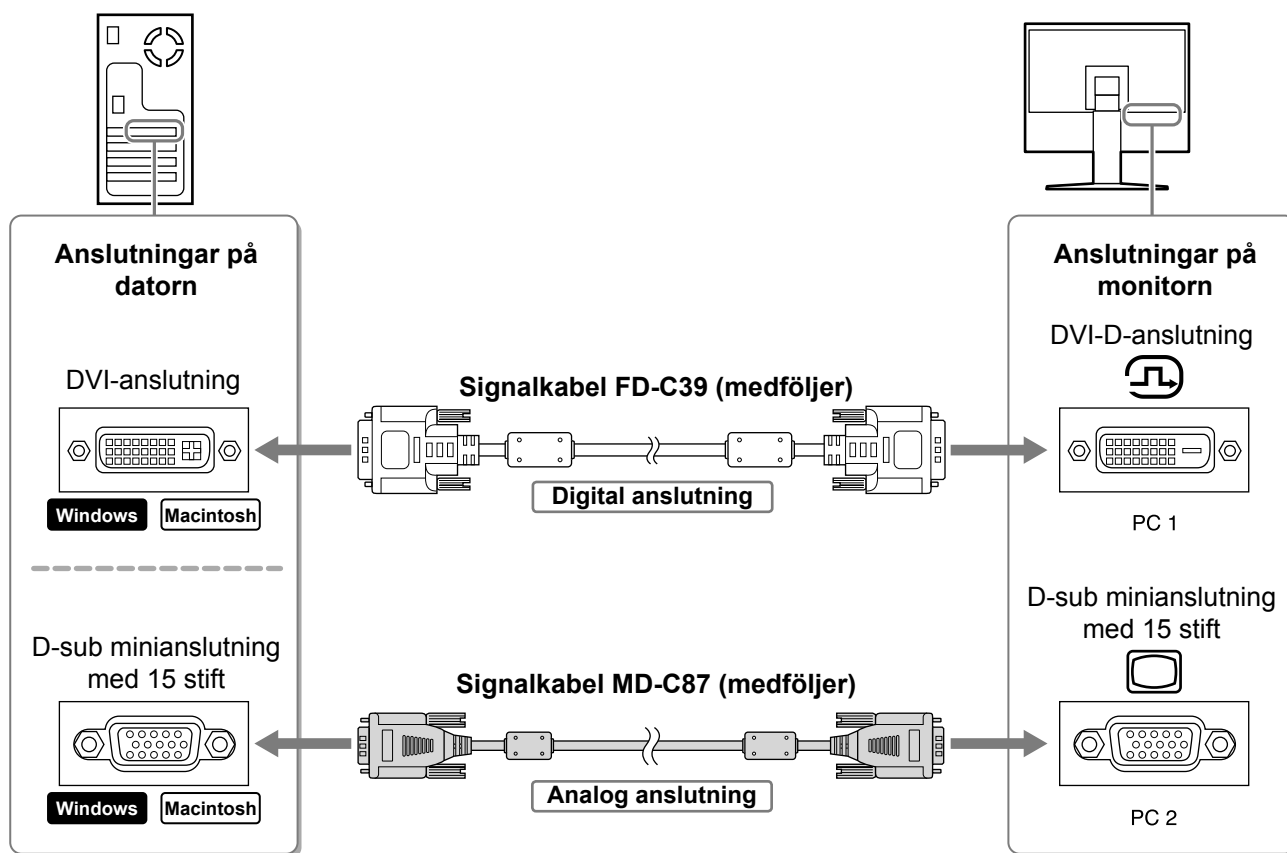 Anslutningar på
datorn
DVI-anslutning
Windows
Macintosh
D-sub minianslutning
med 15 stift
Windows
Macintosh
Signalkabel FD-C39 (medföljer)
Digital anslutning
Signalkabel MD-C87 (medföljer)
Analog anslutning
Anslutningar på
monitorn
DVI-D-anslutning
PC 1
D-sub minianslutning
med 15 stift
PC 2